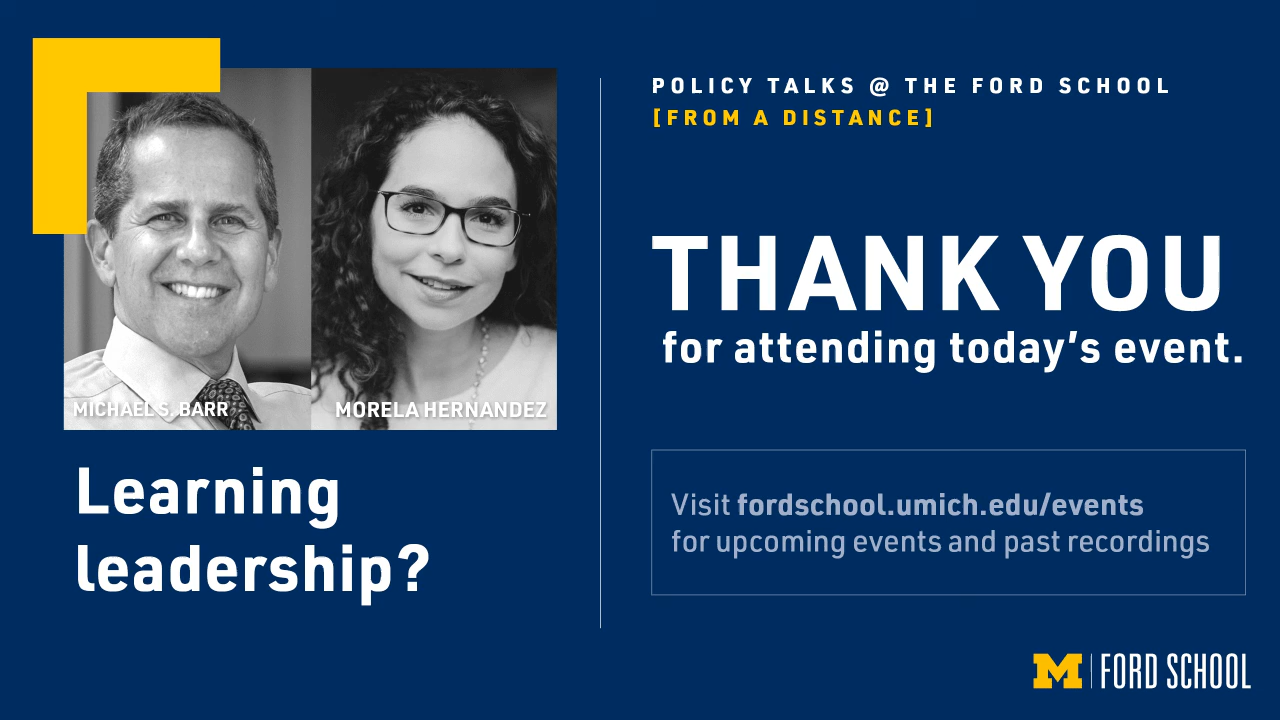 MICHAEL S. BARR
MORELA HERNANDEZ
Learning
leadership?
POLICY TALKS @ THE FORD SCHOOL
[FROM A DISTANCE]
THANK YOU
for attending today’s event.
Visit fordschool.umich.edu/events
for upcoming events and past recordings
M | FORD SCHOOL